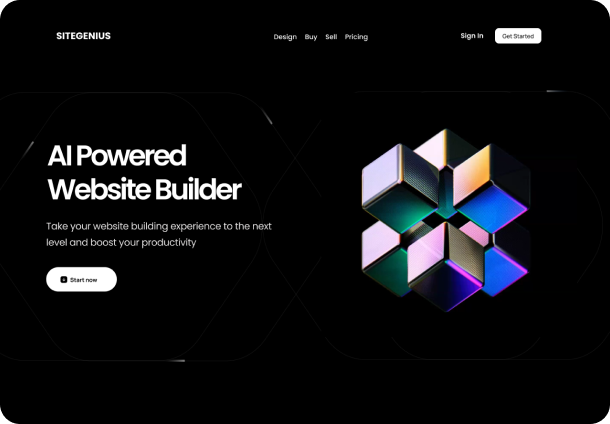 SITEGENIUS
Design Buy Sell Pricing
Sign In
Get Started
AI Powered
Website Builder
Take your website building experience to the next
level and boost your productivity
Start now